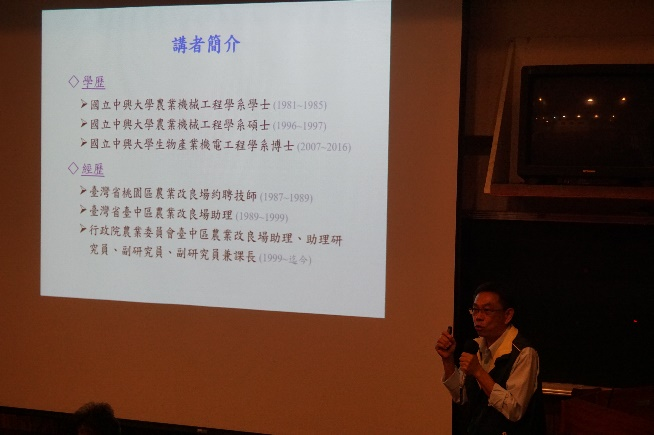 講者簡介
◇ 學歷
➢國立中興大學農業機械工程學系學士 (1981~1985)
➢國立中興大學農業機械工程學系碩士 (1996~1997)
➢國立中興大學生物產業機電工程學系博士 (2007~2016)
◇ 經歷
➢臺灣省桃園區農業改良場約聘技師 (1987~1989)
➢臺灣省臺中區農業改良場助理 (1989~1999)
➢行政院農業委員會臺中區農業改良場助理、助理研
究員、副研究員、副研究員兼課長 (1999~迄今)